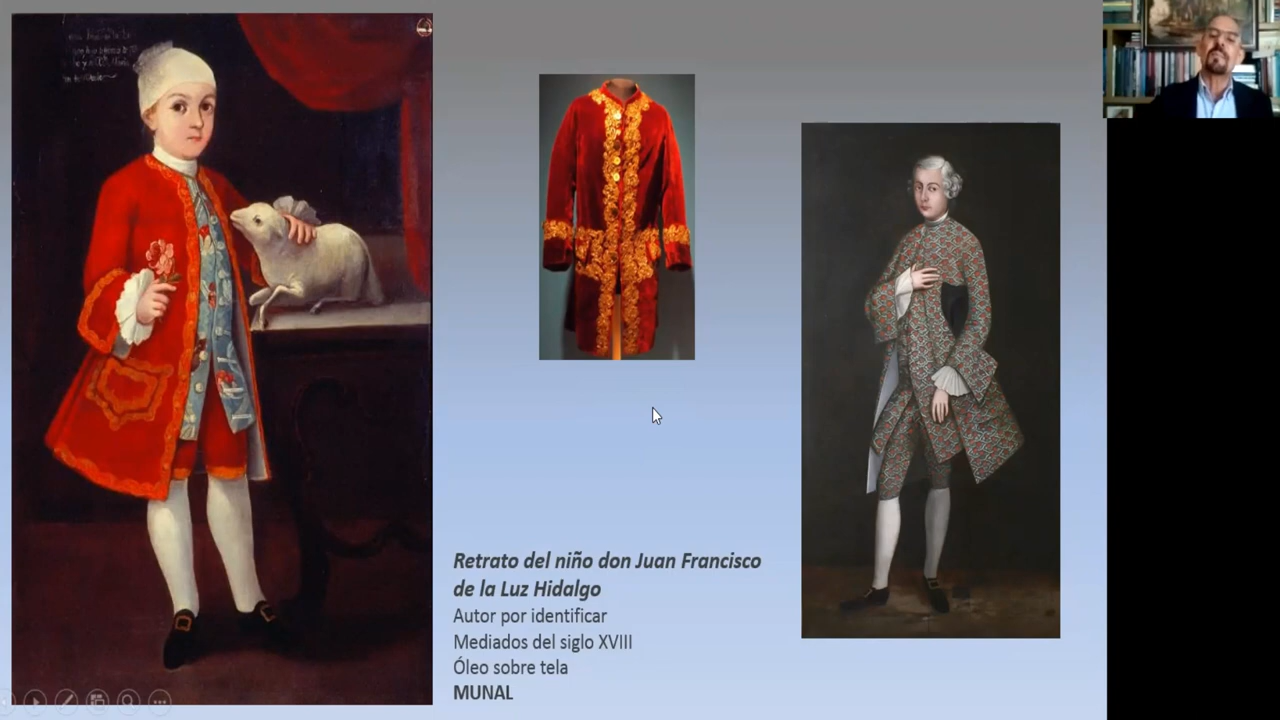 Retrato del niño don Juan Francisco
de la Luz Hidalgo
Autor por identificar
Mediados del siglo XVIII
Óleo sobre tela
MUNAL